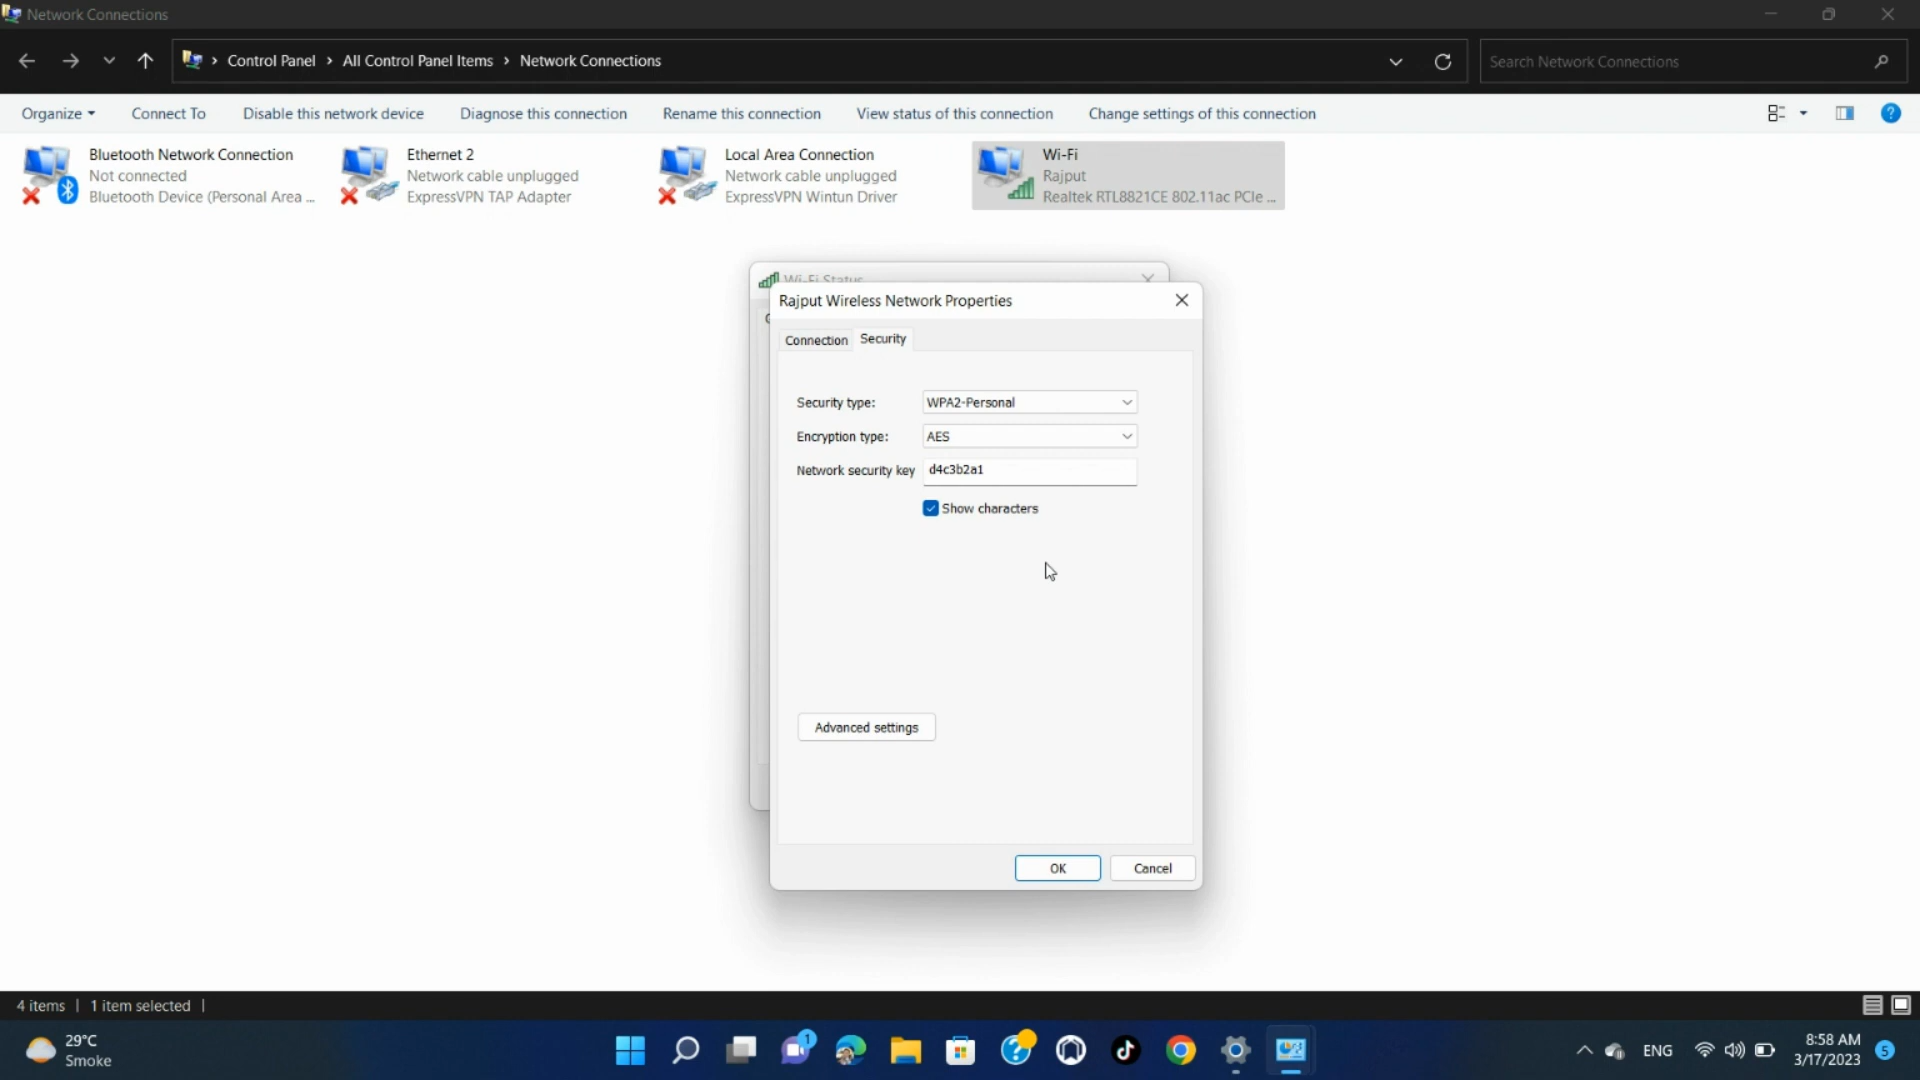 Network Connections
Control Panel > All Control Panel Items > Network Connections
Search Network Connections
Organize Connect To Disable this network device Diagnose this connection Rename this connection View status of this connection Change settings of this connection
Bluetooth Network Connection
Not connected
Bluetooth Device (Personal Area ...
Ethernet 2
Network cable unplugged
ExpressVPN TAP Adapter
Local Area Connection
Network cable unplugged
ExpressVPN Wintun Driver
Wi-Fi
Rajput
Realtek RTL8821CE 802.11ac PCIe ...
Wi-Fi Status
Rajput Wireless Network Properties
Connection Security
Security type: WPA2-Personal
Encryption type: AES
Network security key d4c3b2a1
Show characters
Advanced settings
OK Cancel
4 items | 1 item selected |
29°C
Smoke
1
ENG
8:58 AM
3/17/2023
5